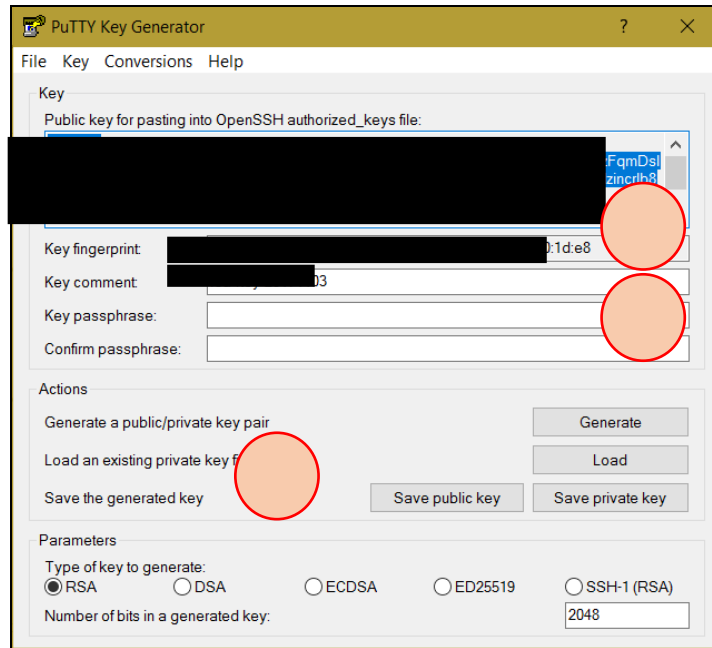 PuTTY Key Generator ?
File Key Conversions Help
Key
Public key for pasting into OpenSSH authorized_keys file:
FqmDsl
zincrlb8
Key fingerprint: 0:1d:e8
Key comment: 03
Key passphrase:
Confirm passphrase:
Actions
Generate a public/private key pair Generate
Load an existing private key Load
Save the generated key Save public key Save private key
Parameters
Type of key to generate:
RSA DSA ECDSA ED25519 SSH-1 (RSA)
Number of bits in a generated key: 2048